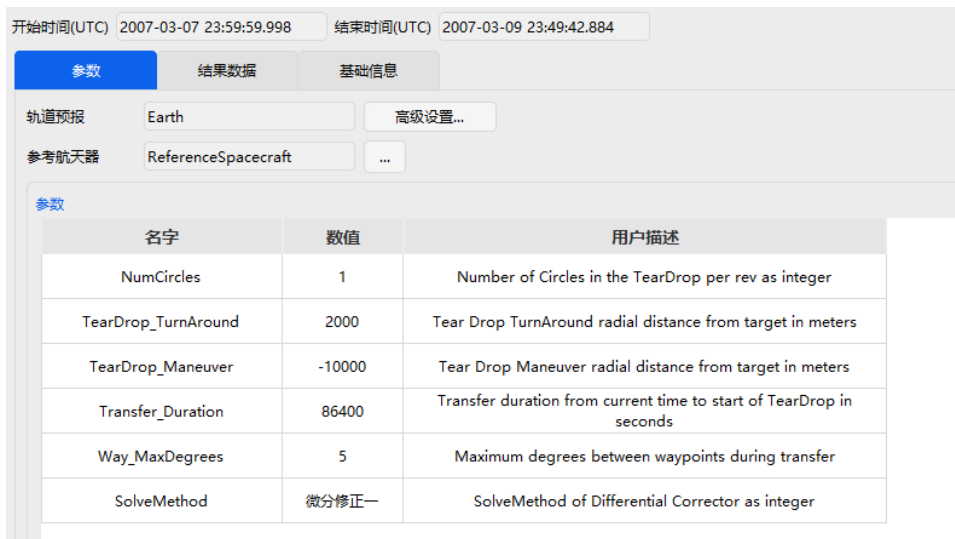 开始时间(UTC) 2007-03-07 23:59:59.998 结束时间(UTC) 2007-03-09 23:49:42.884
参数 结果数据 基础信息
轨道预报 Earth 高级设置...
参考航天器 ReferenceSpacecraft ...
参数
名字 数值 用户描述
NumCircles 1 Number of Circles in the TearDrop per rev as integer
TearDrop_TurnAround 2000 Tear Drop TurnAround radial distance from target in meters
TearDrop_Maneuver -10000 Tear Drop Maneuver radial distance from target in meters
Transfer_Duration 86400 Transfer duration from current time to start of TearDrop in
seconds
Way_MaxDegrees 5 Maximum degrees between waypoints during transfer
SolveMethod 微分修正一 SolveMethod of Differential Corrector as integer